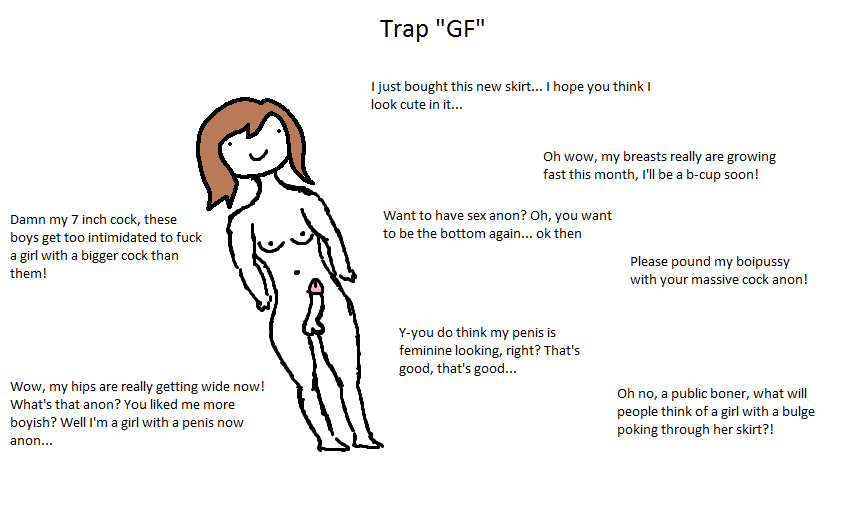 Trap "GF"
I just bought this new skirt... I hope you think I
look cute in it...
Oh wow, my breasts really are growing
fast this month, I'll be a b-cup soon!
Damn my 7 inch cock, these
boys get too intimidated to fuck
a girl with a bigger cock than
them!
Want to have sex anon? Oh, you want
to be the bottom again... ok then
Please pound my boipussy
with your massive cock anon!
Y-you do think my penis is
feminine looking, right? That's
good, that's good...
Wow, my hips are really getting wide now!
What's that anon? You liked me more
boyish? Well I'm a girl with a penis now
anon...
Oh no, a public boner, what will
people think of a girl with a bulge
poking through her skirt?!